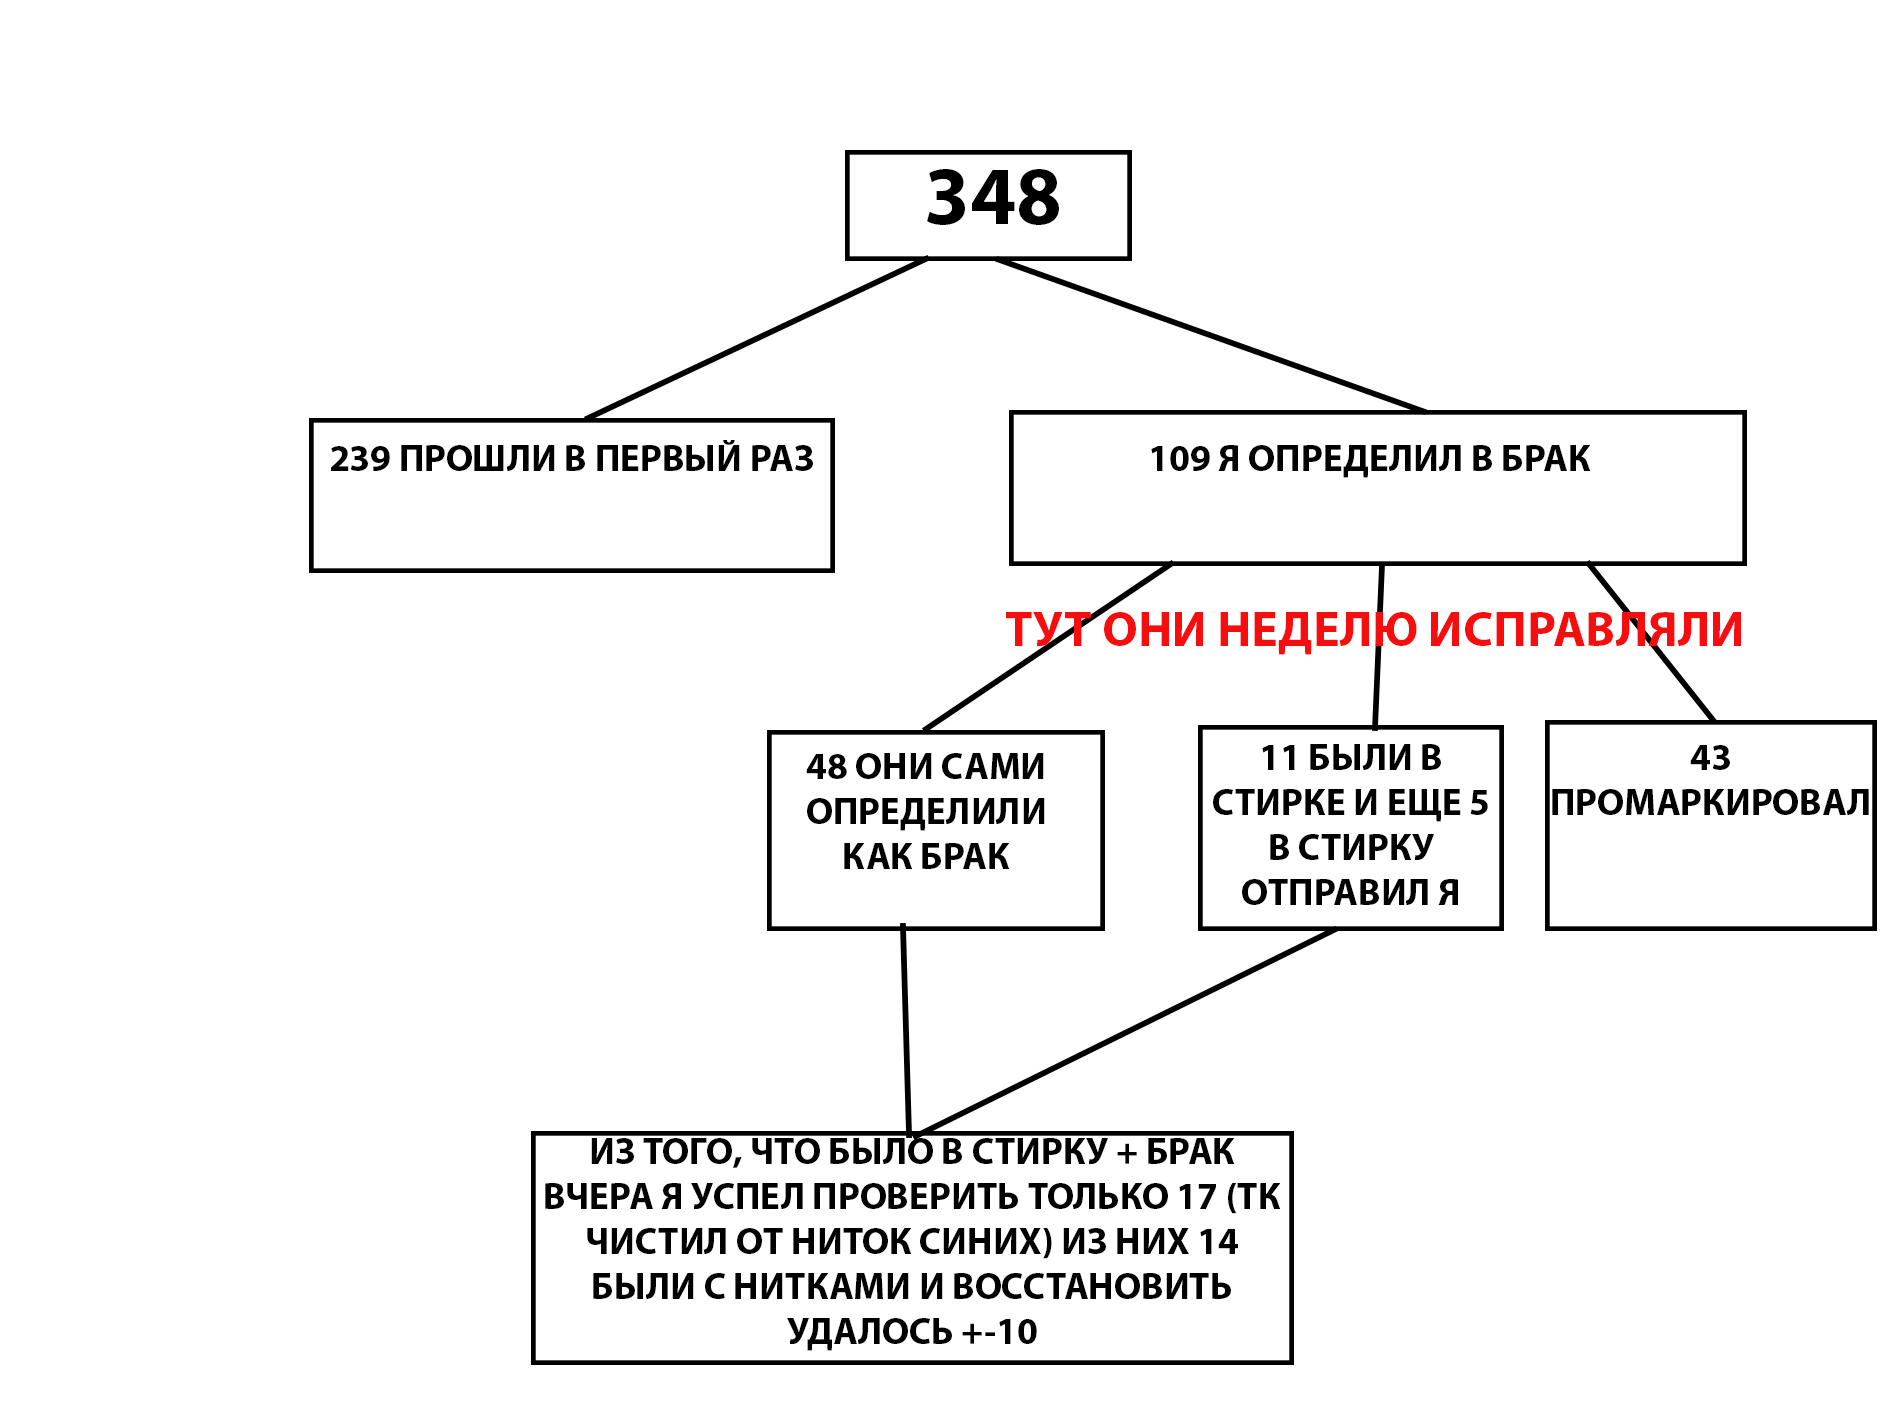 348
239 ПРОШЛИ В ПЕРВЫЙ РАЗ
109 Я ОПРЕДЕЛИЛ В БРАК
ТУТ ОНИ НЕДЕЛЮ ИСПРАВЛЯЛИ
48 ОНИ САМИ
ОПРЕДЕЛИЛИ
КАК БРАК
11 БЫЛИ В
СТИРКЕ И ЕЩЕ 5
В СТИРКУ
ОТПРАВИЛ Я
43
ПРОМАРКИРОВАЛ
ИЗ ТОГО, ЧТО БЫЛО В СТИРКУ + БРАК
ВЧЕРА Я УСПЕЛ ПРОВЕРИТЬ ТОЛЬКО 17 (ТК
ЧИСТИЛ ОТ НИТОК СИНИХ) ИЗ НИХ 14
БЫЛИ С НИТКАМИ И ВОССТАНОВИТЬ
УДАЛОСЬ +-10